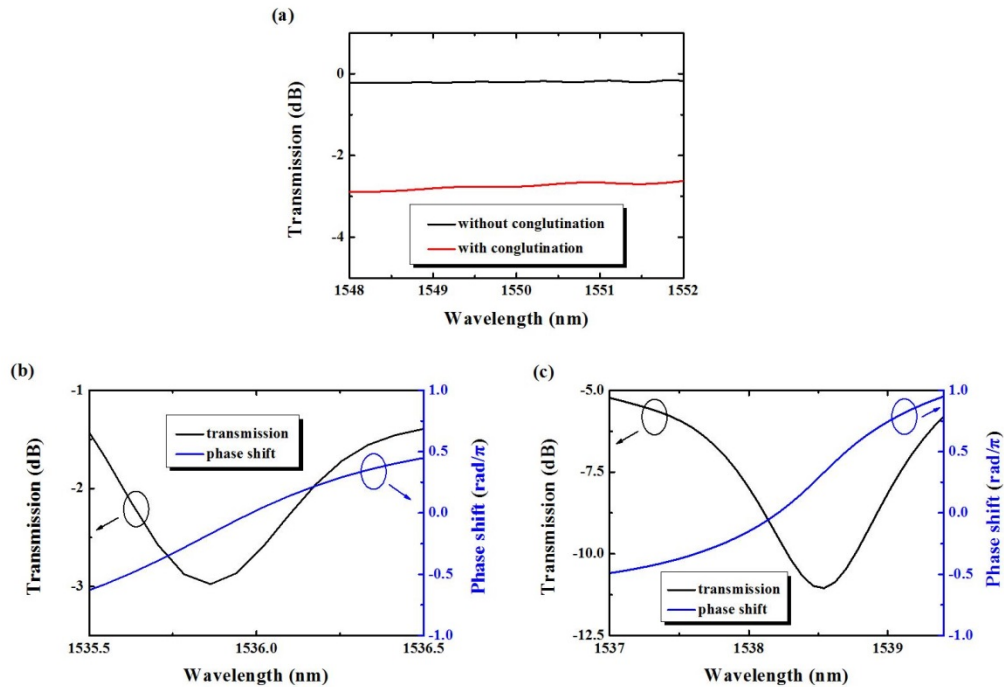 (a)
Transmission (dB)
0
-2
-4
without conglutination
with conglutination
1548 1549 1550 1551 1552
Wavelength (nm)
(b)
Transmission (dB)
-1
-2
-3
transmission
phase shift
1.0
0.5
0.0
-0.5
-1.0
Phase shift (rad/π)
1535.5 1536.0 1536.5
Wavelength (nm)
(c)
Transmission (dB)
-5.0
-7.5
-10.0
-12.5
transmission
phase shift
1.0
0.5
0.0
-0.5
-1.0
Phase shift (rad/π)
1537 1538 1539
Wavelength (nm)